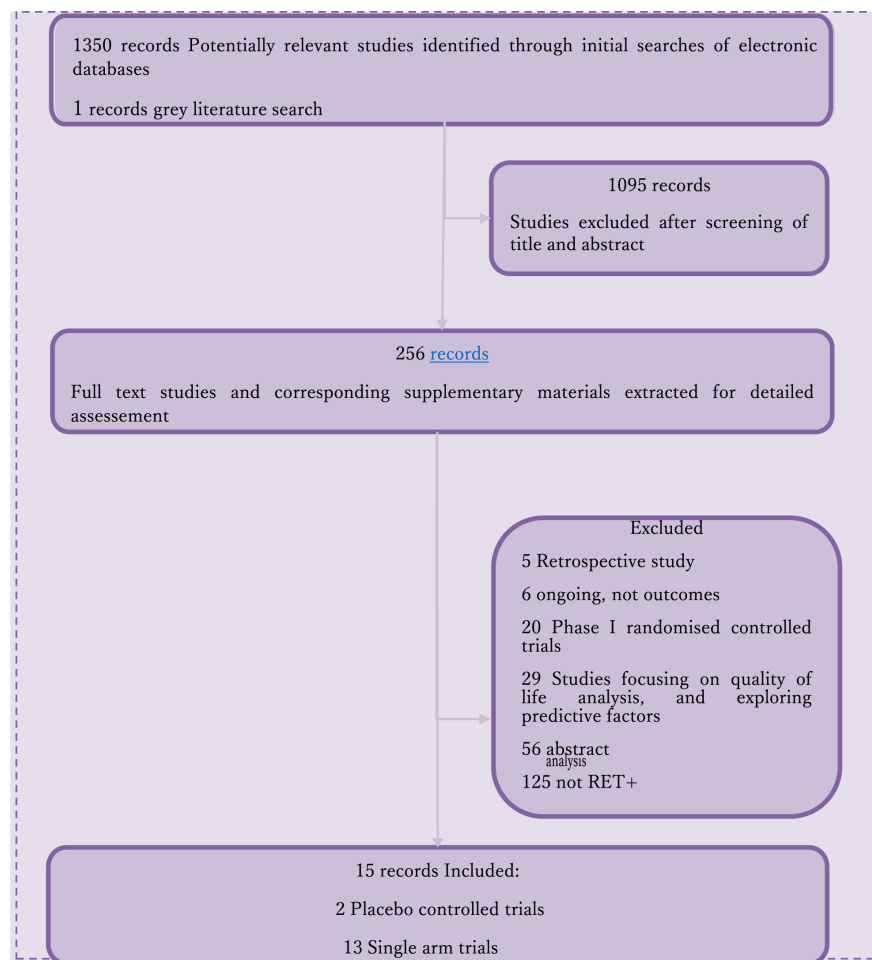 1350 records Potentially relevant studies identified through initial searches of electronic
databases
1 records grey literature search
1095 records
Studies excluded after screening of
title and abstract
256 records
Full text studies and corresponding supplementary materials extracted for detailed
assessement
Excluded
5 Retrospective study
6 ongoing, not outcomes
20 Phase I randomised controlled
trials
29 Studies focusing on quality of
life analysis, and exploring
predictive factors
56 abstract
analysis
125 not RET+
15 records Included:
2 Placebo controlled trials
13 Single arm trials